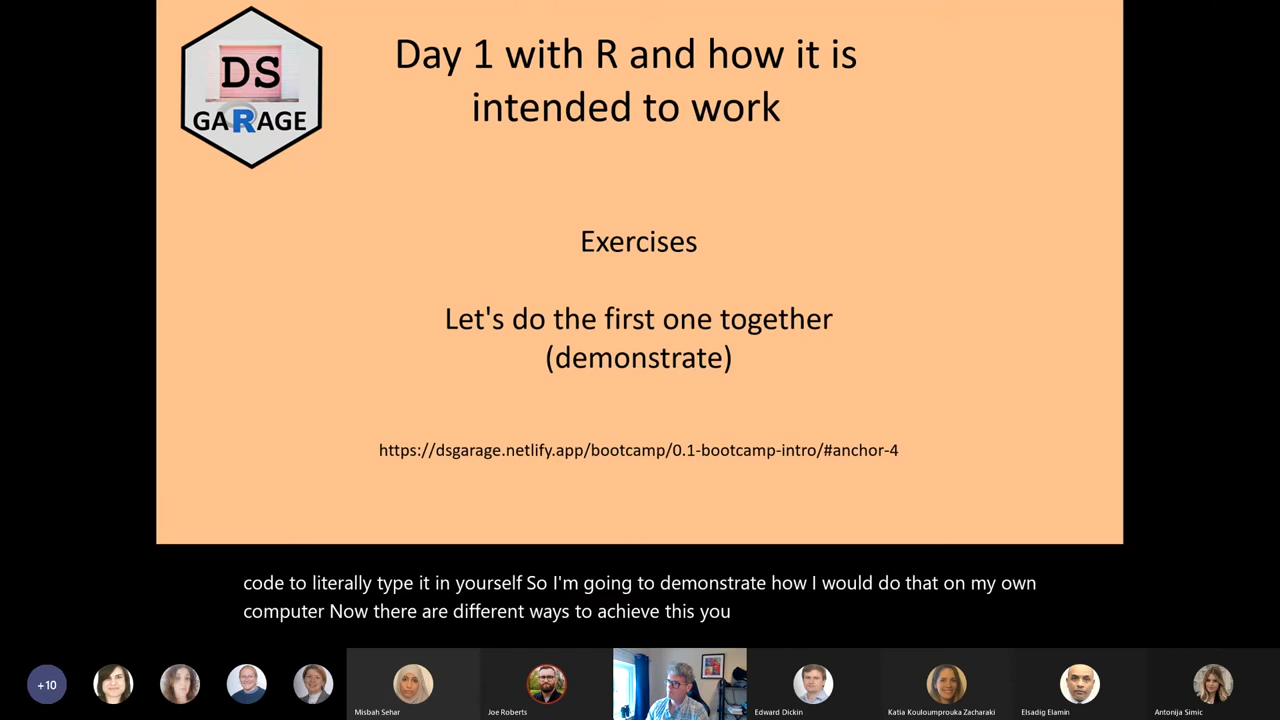 DS
GARAGE
Day 1 with R and how it is
intended to work
Exercises
Let's do the first one together
(demonstrate)
https://dsgarage.netlify.app/bootcamp/0.1-bootcamp-intro/#anchor-4
code to literally type it in yourself So I'm going to demonstrate how I would do that on my own
computer Now there are different ways to achieve this you
+10
Misbah Sehar
Joe Roberts
Edward Dickin
Katia Kouloumprouka Zacharaki
Elsadig Elamin
Antonija Simic